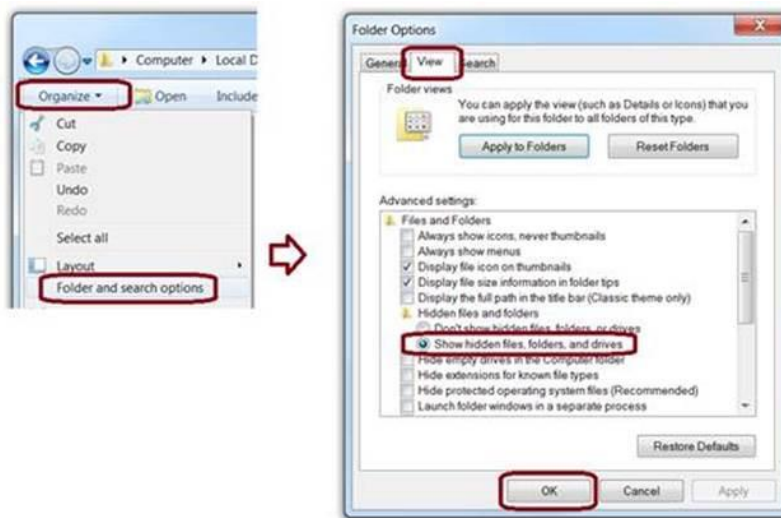 Computer
Local D
Organize
Open
Include
Cut
Copy
Paste
Undo
Redo
Select all
Layout
Folder and search options
Folder Options
General
View
Search
Folder views
You can apply the view (such as Details or Icons) that you
are using for this folder to all folders of this type.
Apply to Folders
Reset Folders
Advanced settings:
Files and Folders
Always show icons, never thumbnails
Always show menus
Display file icon on thumbnails
Display file size information in folder tips
Display the full path in the title bar (Classic theme only)
Hidden files and folders
Don't show hidden files, folders, or drives
Show hidden files, folders, and drives
Hide empty drives in the Computer folder
Hide extensions for known file types
Hide protected operating system files (Recommended)
Launch folder windows in a separate process
Restore Defaults
OK
Cancel
Apply